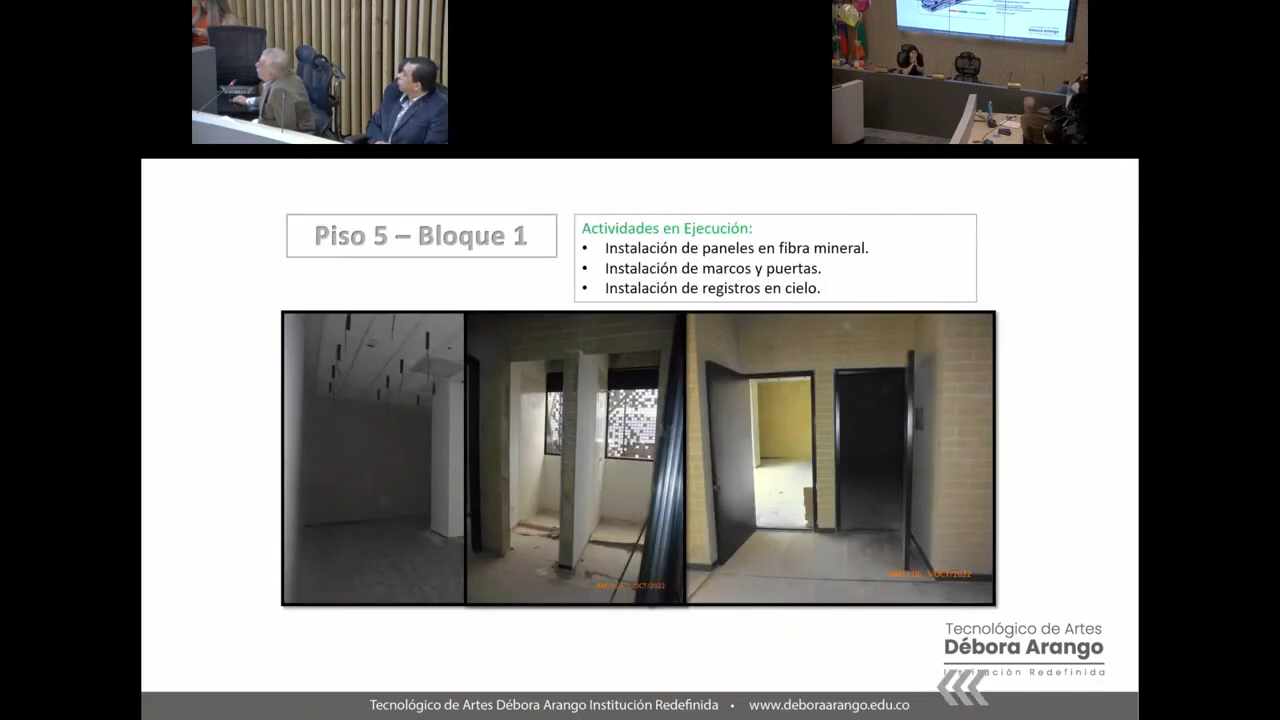 Débora Arango
Piso 5 – Bloque 1
Actividades en Ejecución:
• Instalación de paneles en fibra mineral.
• Instalación de marcos y puertas.
• Instalación de registros en cielo.
Tecnológico de Artes
Débora Arango
Institución Redefinida
Tecnológico de Artes Débora Arango Institución Redefinida • www.deboraarango.edu.co